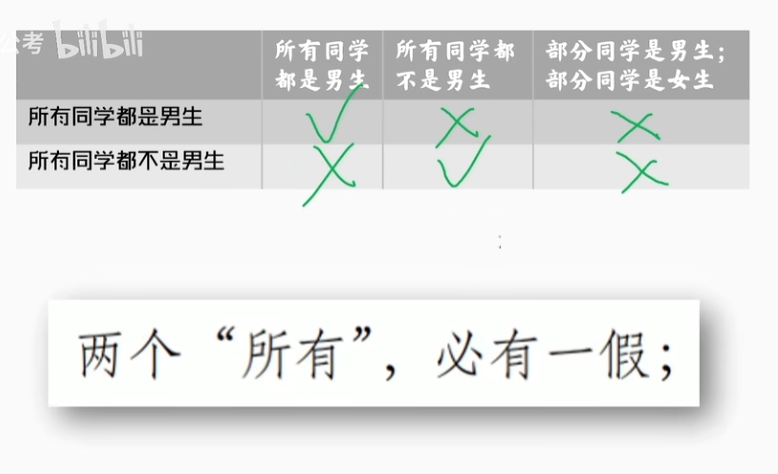 公考 bilibili
所有同学 所有同学都 部分同学是男生；
都是男生 不是男生 部分同学是女生
所有同学都是男生 ✓ ✗ ✗
所有同学都不是男生 ✗ ✓ ✗
；
两个“所有”，必有一假；